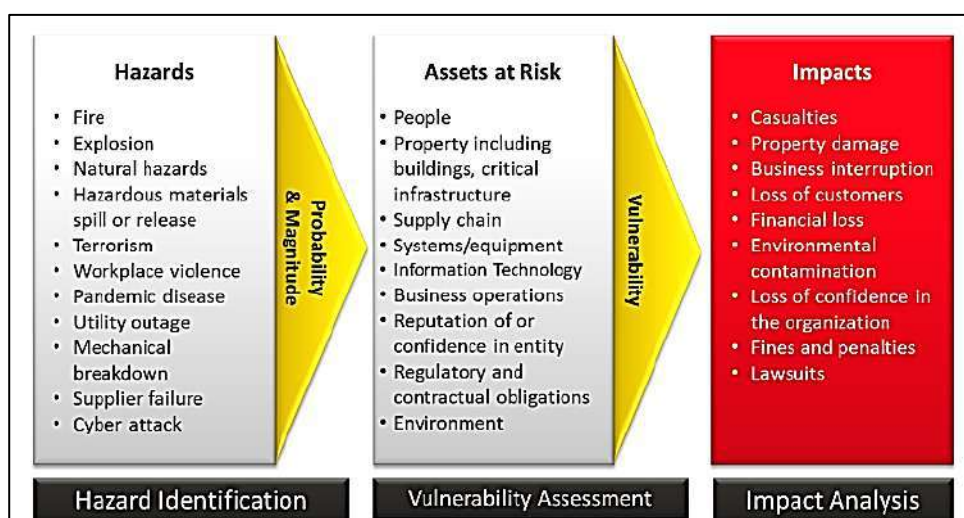 Hazards
• Fire
• Explosion
• Natural hazards
• Hazardous materials
spill or release
• Terrorism
• Workplace violence
• Pandemic disease
• Utility outage
• Mechanical
breakdown
• Supplier failure
• Cyber attack
Probability
& Magnitude
Assets at Risk
• People
• Property including
buildings, critical
infrastructure
• Supply chain
• Systems/equipment
• Information Technology
• Business operations
• Reputation of or
confidence in entity
• Regulatory and
contractual obligations
• Environment
Vulnerability
Impacts
• Casualties
• Property damage
• Business interruption
• Loss of customers
• Financial loss
• Environmental
contamination
• Loss of confidence in
the organization
• Fines and penalties
• Lawsuits
Hazard Identification
Vulnerability Assessment
Impact Analysis